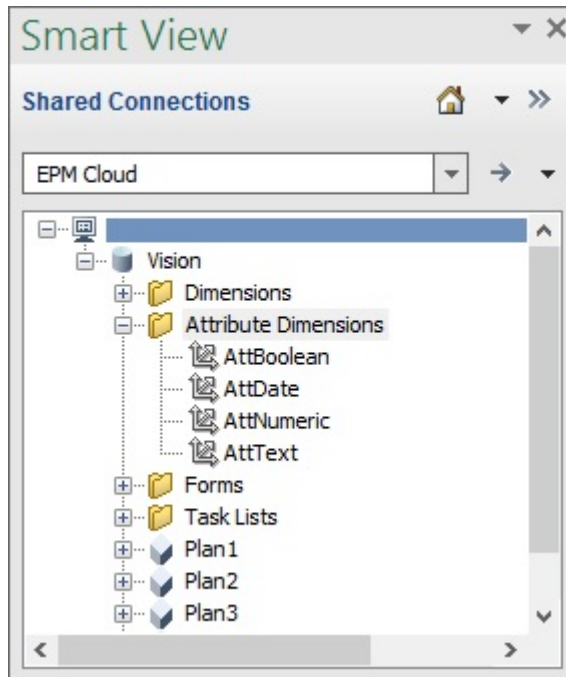 Smart View
Shared Connections
EPM Cloud
Vision
Dimensions
Attribute Dimensions
AttBoolean
AttDate
AttNumeric
AttText
Forms
Task Lists
Plan1
Plan2
Plan3